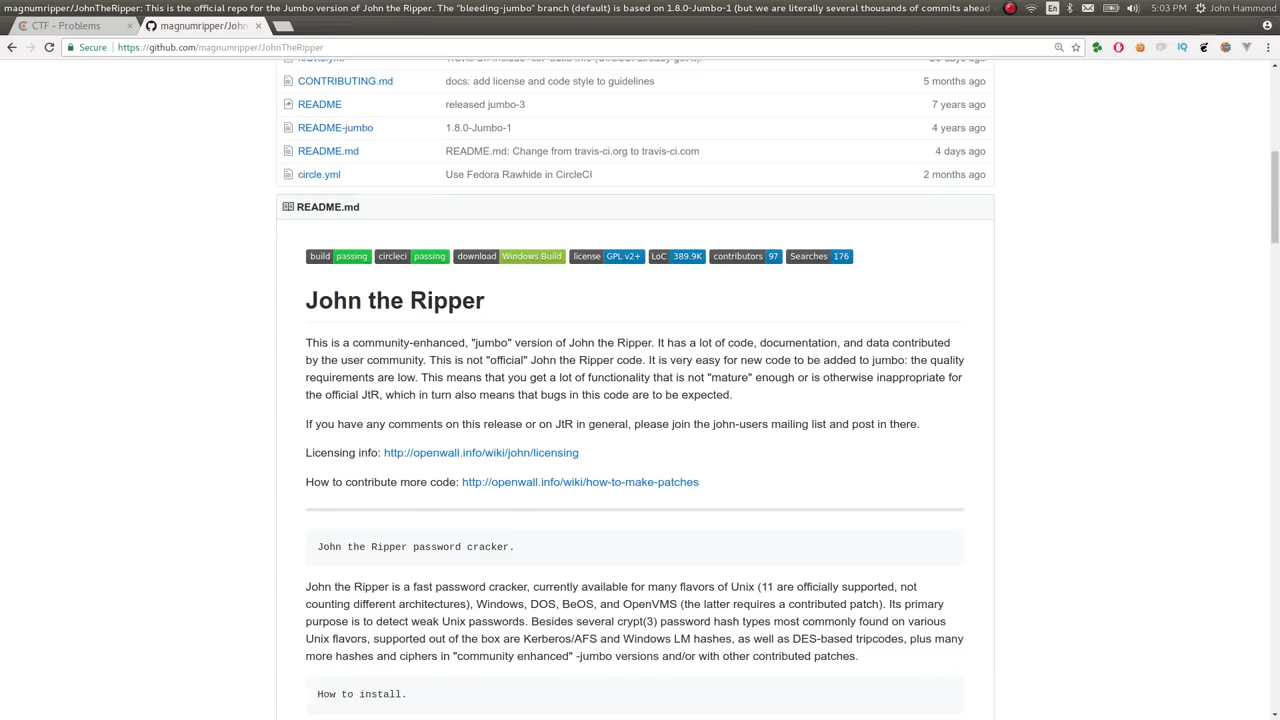 magnumripper/JohnTheRipper: This is the official repo for the Jumbo version of John the Ripper. The "bleeding-jumbo" branch (default) is based on 1.8.0-Jumbo-1 (but we are literally several thousands of commits ahead
En
5:03 PM
John Hammond
CTF – Problems
magnumripper/John
Secure
https://github.com/magnumripper/JohnTheRipper
CONTRIBUTING.md docs: add license and code style to guidelines 5 months ago
README released jumbo-3 7 years ago
README-jumbo 1.8.0-Jumbo-1 4 years ago
README.md README.md: Change from travis-ci.org to travis-ci.com 4 days ago
circle.yml Use Fedora Rawhide in CircleCI 2 months ago
README.md
build passing circleci passing download Windows Build license GPL v2+ LoC 389.9K contributors 97 Searches 176
John the Ripper
This is a community-enhanced, "jumbo" version of John the Ripper. It has a lot of code, documentation, and data contributed
by the user community. This is not "official" John the Ripper code. It is very easy for new code to be added to jumbo: the quality
requirements are low. This means that you get a lot of functionality that is not "mature" enough or is otherwise inappropriate for
the official JtR, which in turn also means that bugs in this code are to be expected.
If you have any comments on this release or on JtR in general, please join the john-users mailing list and post in there.
Licensing info: http://openwall.info/wiki/john/licensing
How to contribute more code: http://openwall.info/wiki/how-to-make-patches
John the Ripper password cracker.
John the Ripper is a fast password cracker, currently available for many flavors of Unix (11 are officially supported, not
counting different architectures), Windows, DOS, BeOS, and OpenVMS (the latter requires a contributed patch). Its primary
purpose is to detect weak Unix passwords. Besides several crypt(3) password hash types most commonly found on various
Unix flavors, supported out of the box are Kerberos/AFS and Windows LM hashes, as well as DES-based tripcodes, plus many
more hashes and ciphers in "community enhanced" -jumbo versions and/or with other contributed patches.
How to install.